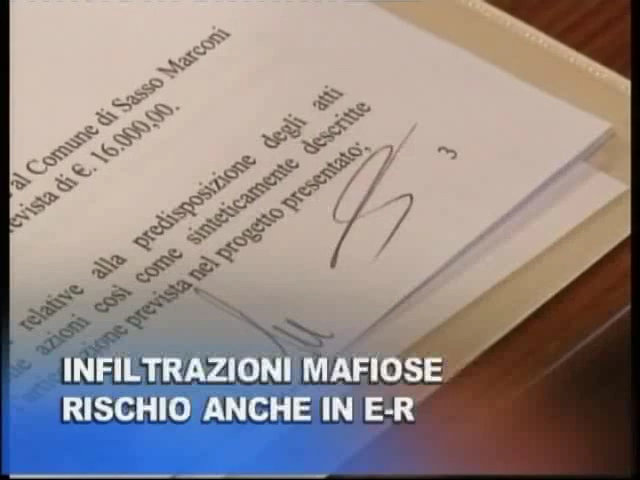 al Comune di Sasso Marconi
di €. 16.000,00.
relative alla predisposizione degli atti
azioni così come sinteticamente descritte
prevista nel progetto presentato;
3
INFILTRAZIONI MAFIOSE
RISCHIO ANCHE IN E-R